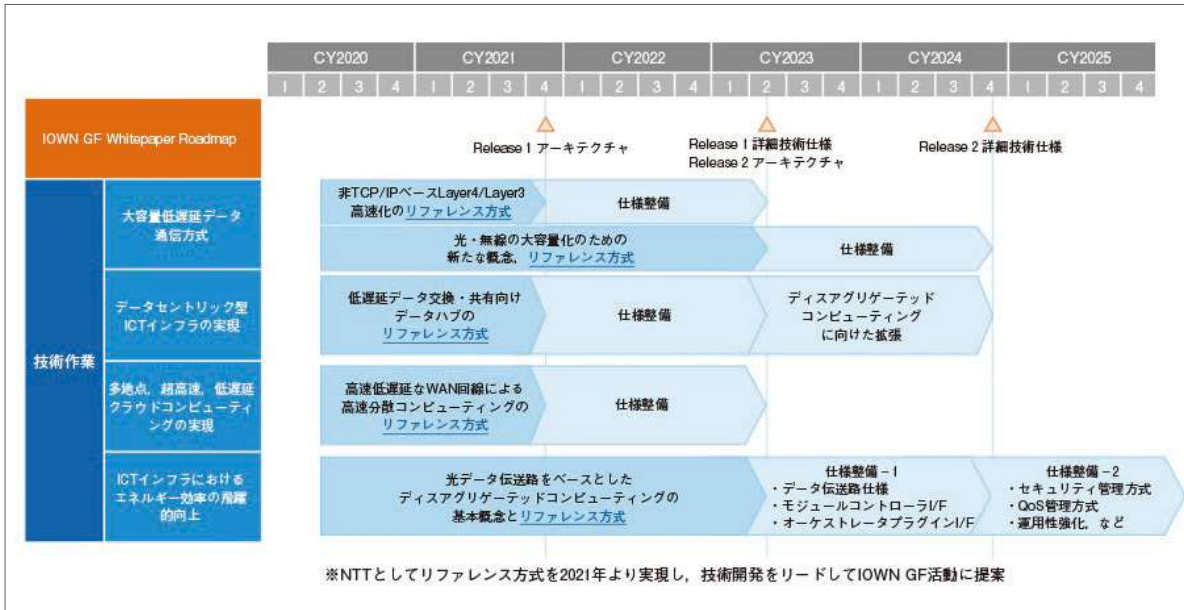 CY2020 CY2021 CY2022 CY2023 CY2024 CY2025
1 2 3 4 1 2 3 4 1 2 3 4 1 2 3 4 1 2 3 4 1 2 3 4
IOWN GF Whitepaper Roadmap
Release 1 アーキテクチャ
Release 1 詳細技術仕様
Release 2 アーキテクチャ
Release 2 詳細技術仕様
技術作業
大容量低遅延データ
通信方式
非TCP/IPベースLayer4/Layer3
高速化のリファレンス方式
仕様整備
光・無線の大容量化のための
新たな概念，リファレンス方式
仕様整備
データセントリック型
ICTインフラの実現
低遅延データ交換・共有向け
データハブの
リファレンス方式
仕様整備
ディスアグリゲーテッド
コンピューティング
に向けた拡張
多地点，超高速，低遅延
クラウドコンピューティ
ングの実現
高速低遅延なWAN回線による
高速分散コンピューティングの
リファレンス方式
仕様整備
ICTインフラにおける
エネルギー効率の飛躍
的向上
光データ伝送路をベースとした
ディスアグリゲーテッドコンピューティングの
基本概念とリファレンス方式
仕様整備－1
・データ伝送路仕様
・モジュールコントローラI/F
・オーケストレータプラグインI/F
仕様整備－2
・セキュリティ管理方式
・QoS管理方式
・運用性強化，など
※NTTとしてリファレンス方式を2021年より実現し，技術開発をリードしてIOWN GF活動に提案